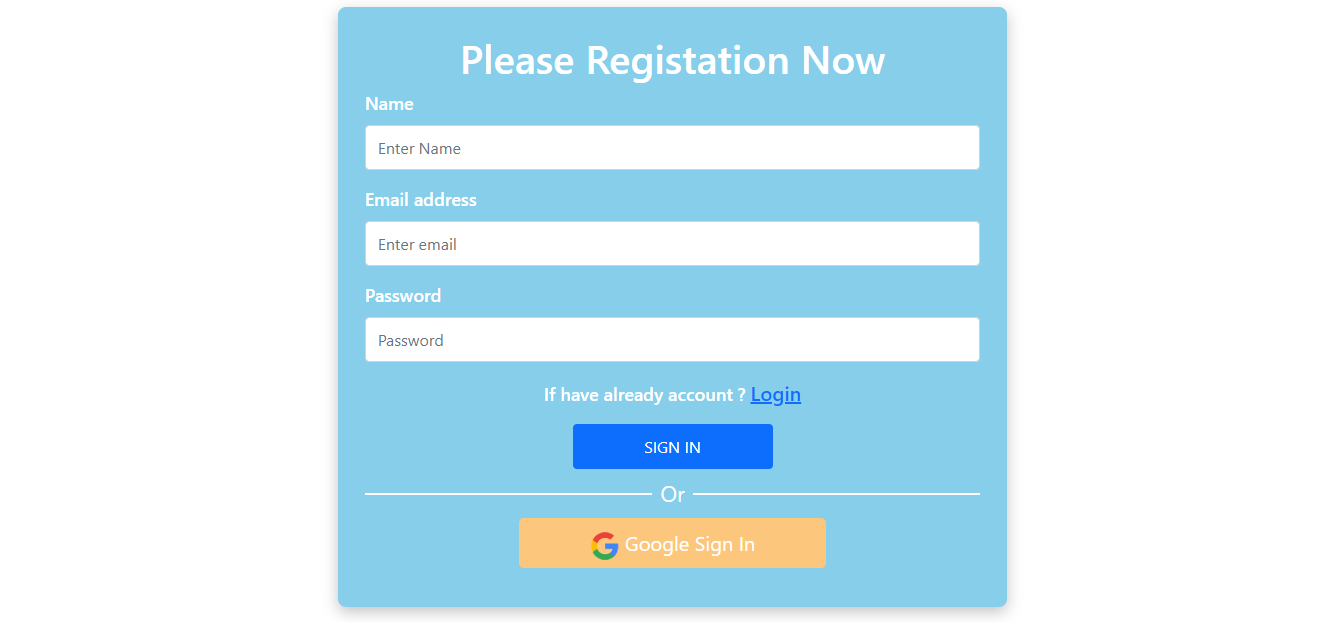 Please Registation Now
Name
Enter Name
Email address
Enter email
Password
Password
If have already account ? Login
SIGN IN
Or
Google Sign In